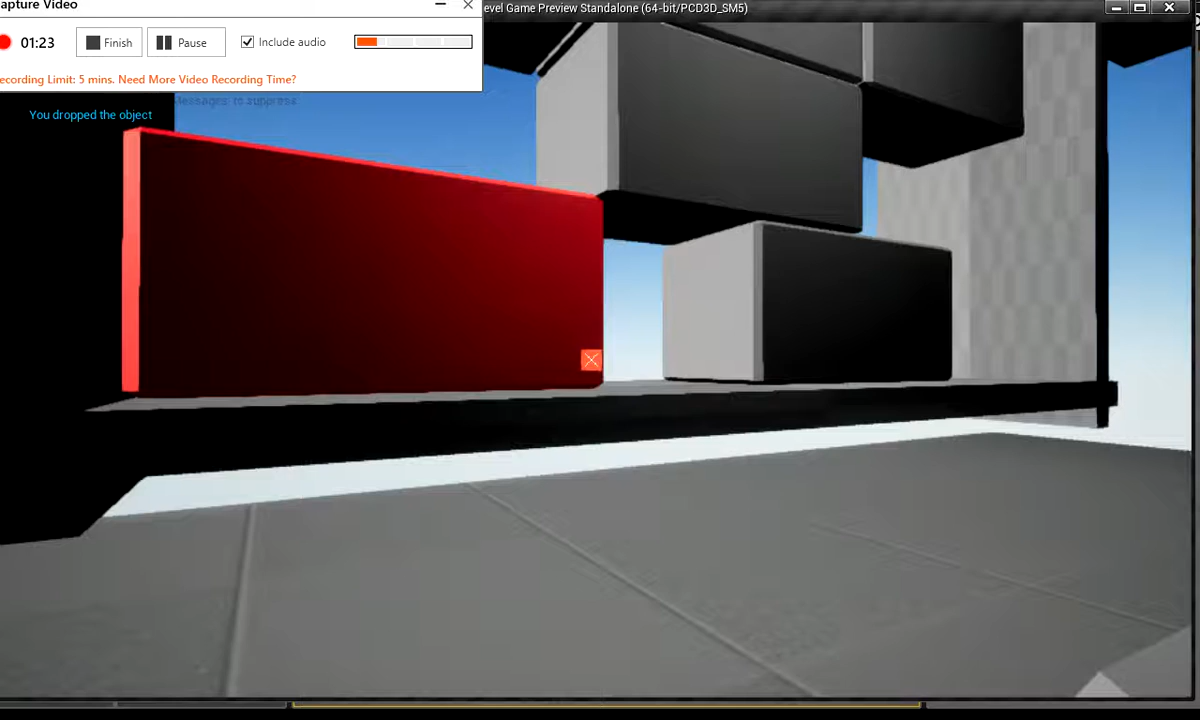 apture Video
evel Game Preview Standalone (64-bit/PCD3D_SM5)
01:23
Finish
Pause
Include audio
ecording Limit: 5 mins. Need More Video Recording Time?
Messages' to suppress
You dropped the object